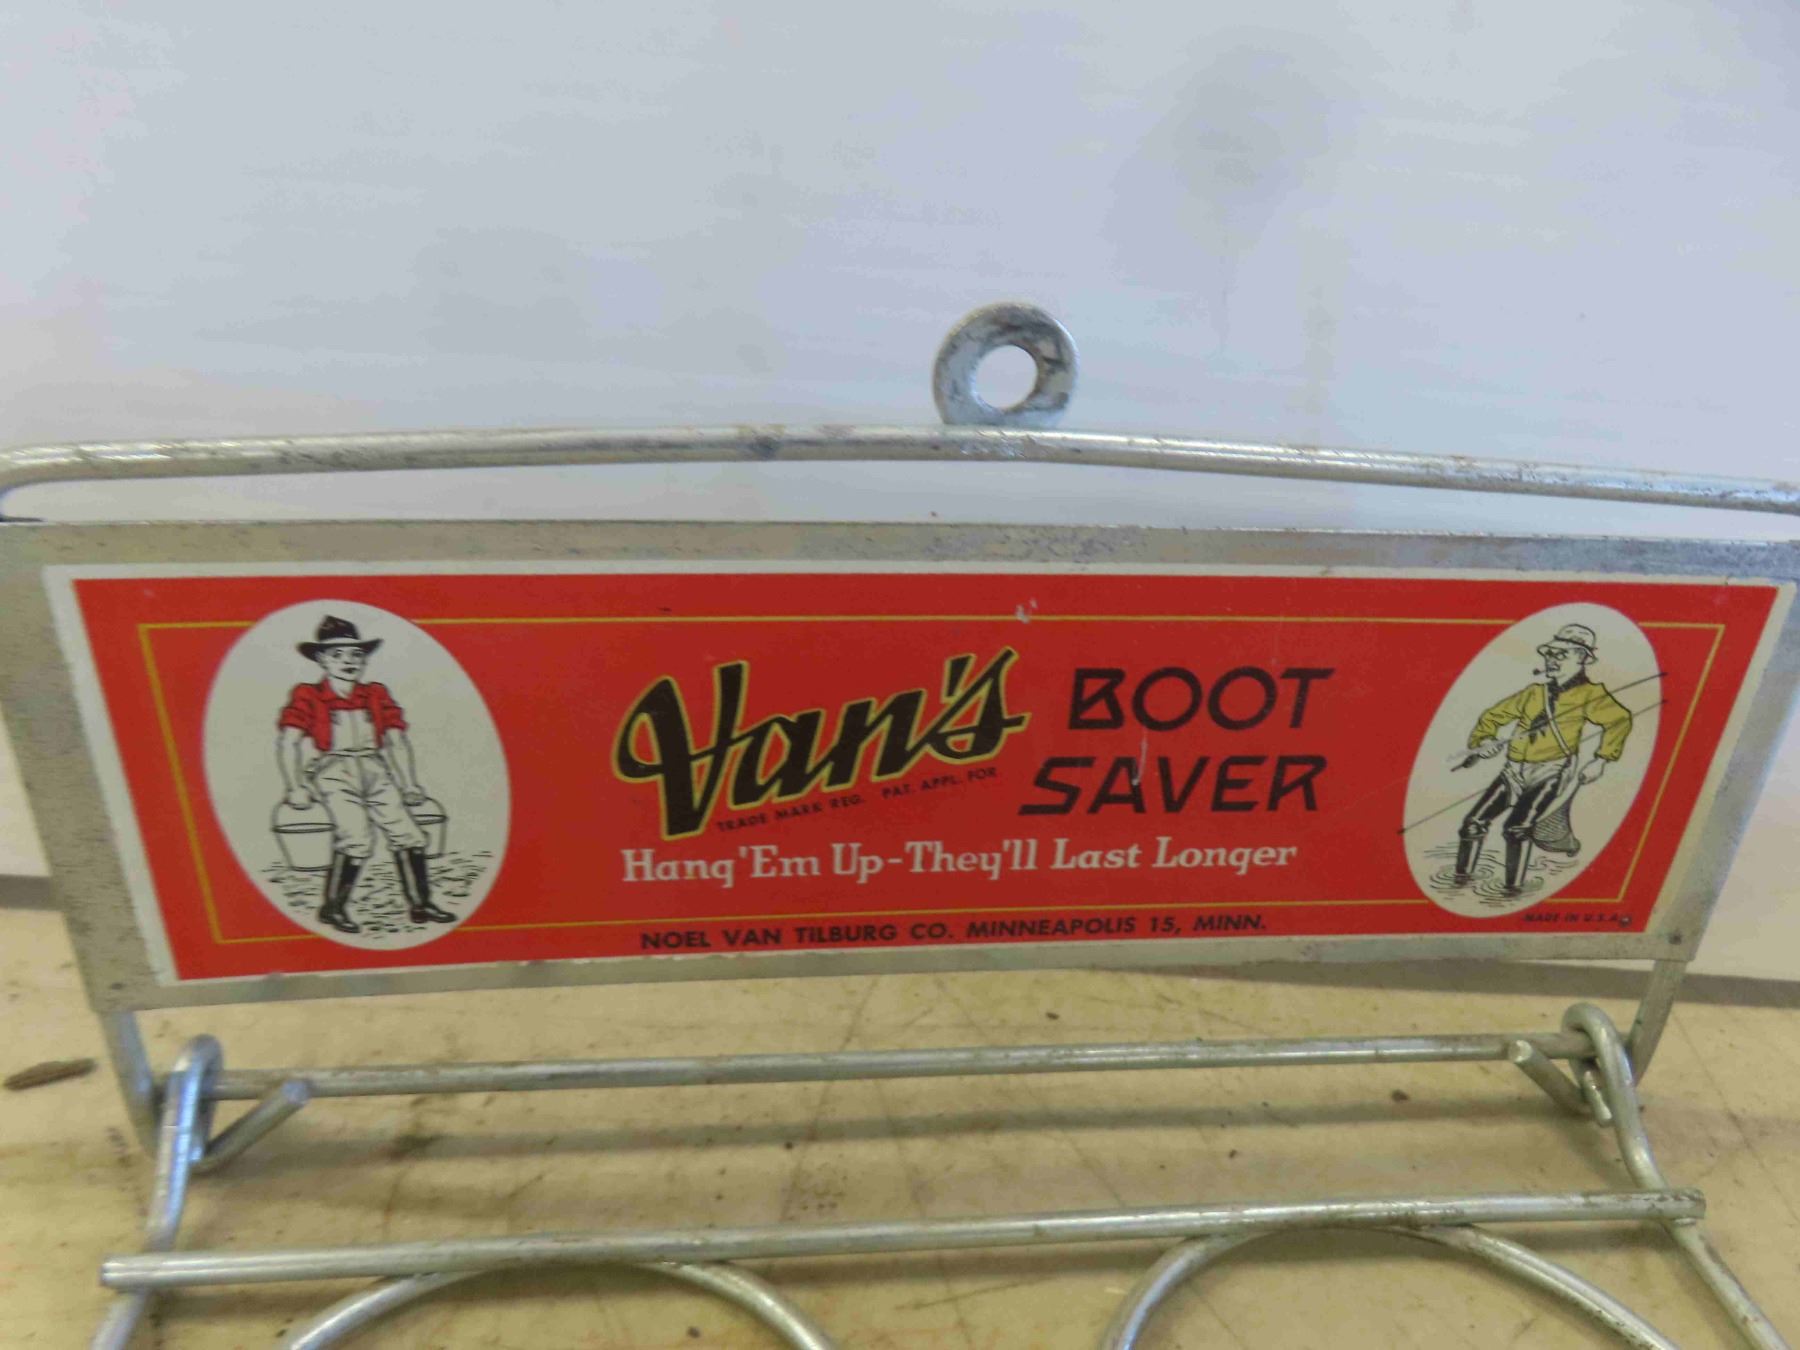 Van's BOOT SAVER
TRADE MARK REG. PAT. APPL. FOR
Hang 'Em Up-They'll Last Longer
NOEL VAN TILBURG CO. MINNEAPOLIS 15, MINN.
MADE IN U.S.A.